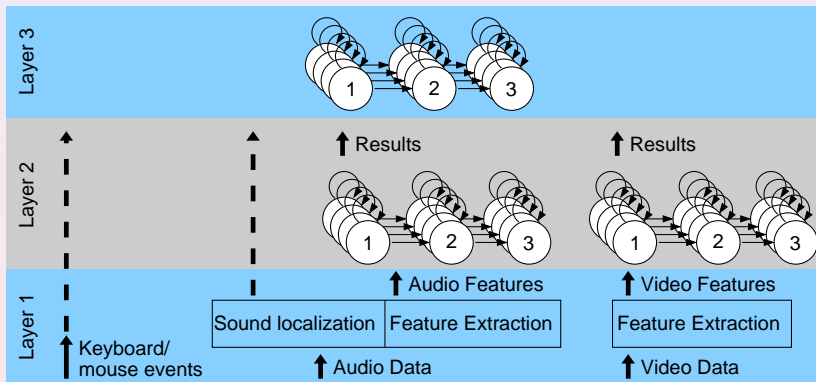 Layer 3
1 2 3
Layer 2
Results
Results
1 2 3
1 2 3
Layer 1
Audio Features
Video Features
Sound localization
Feature Extraction
Feature Extraction
Keyboard/
mouse events
Audio Data
Video Data